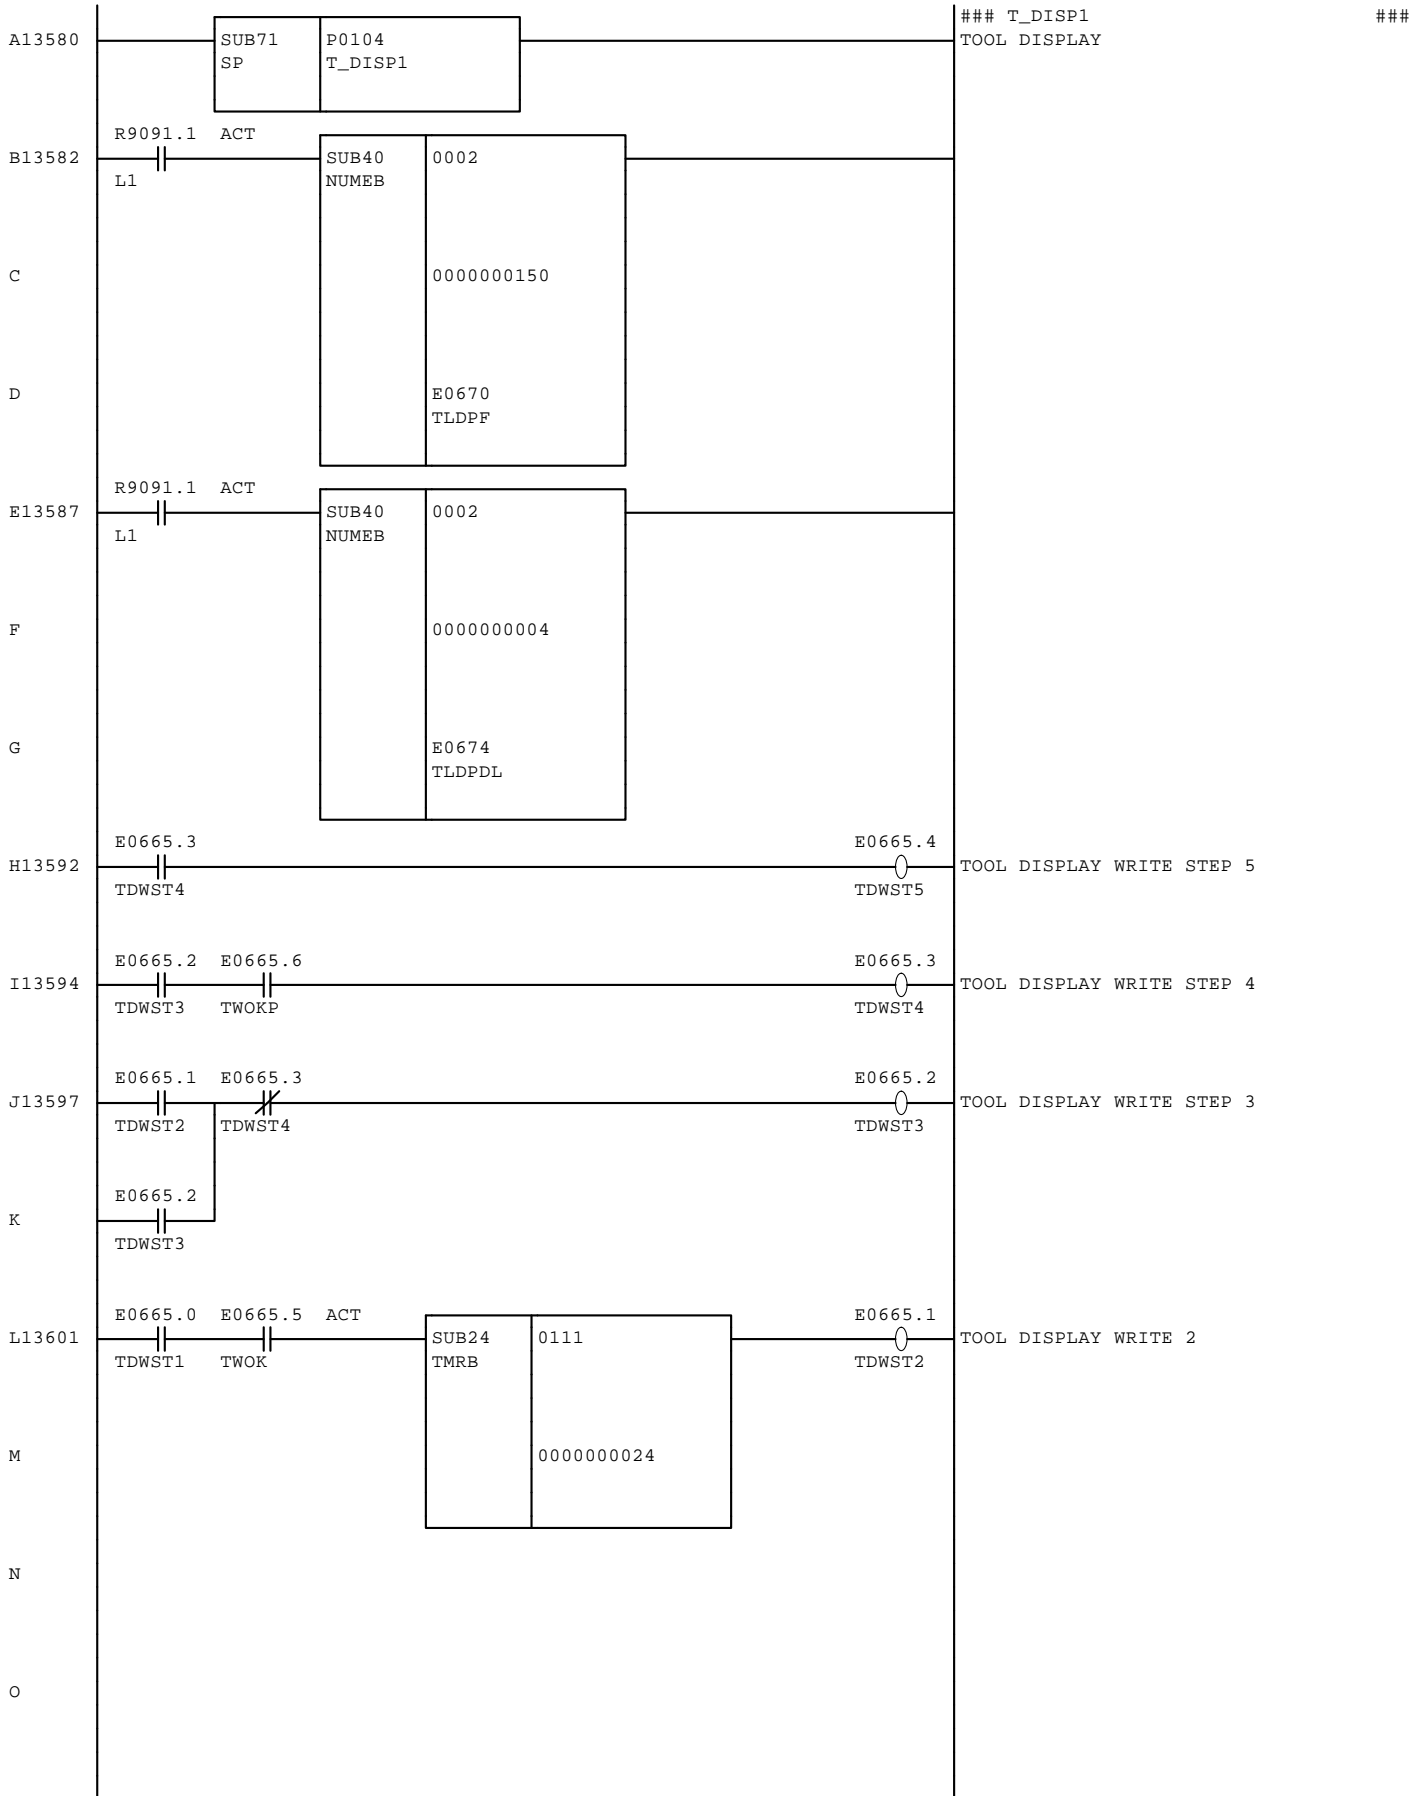 ### T_DISP1 ###
A13580 SUB71 P0104 TOOL DISPLAY
SP T_DISP1
R9091.1 ACT
B13582 SUB40 0002
L1 NUMEB
C 0000000150
D E0670
TLDPF
R9091.1 ACT
E13587 SUB40 0002
L1 NUMEB
F 0000000004
G E0674
TLDPDL
E0665.3 E0665.4
H13592 TOOL DISPLAY WRITE STEP 5
TDWST4 TDWST5
E0665.2 E0665.6 E0665.3
I13594 TOOL DISPLAY WRITE STEP 4
TDWST3 TWOKP TDWST4
E0665.1 E0665.3 E0665.2
J13597 TOOL DISPLAY WRITE STEP 3
TDWST2 TDWST4 TDWST3
E0665.2
K
TDWST3
E0665.0 E0665.5 ACT E0665.1
L13601 SUB24 0111 TOOL DISPLAY WRITE 2
TDWST1 TWOK TMRB TDWST2
M 0000000024
N
O